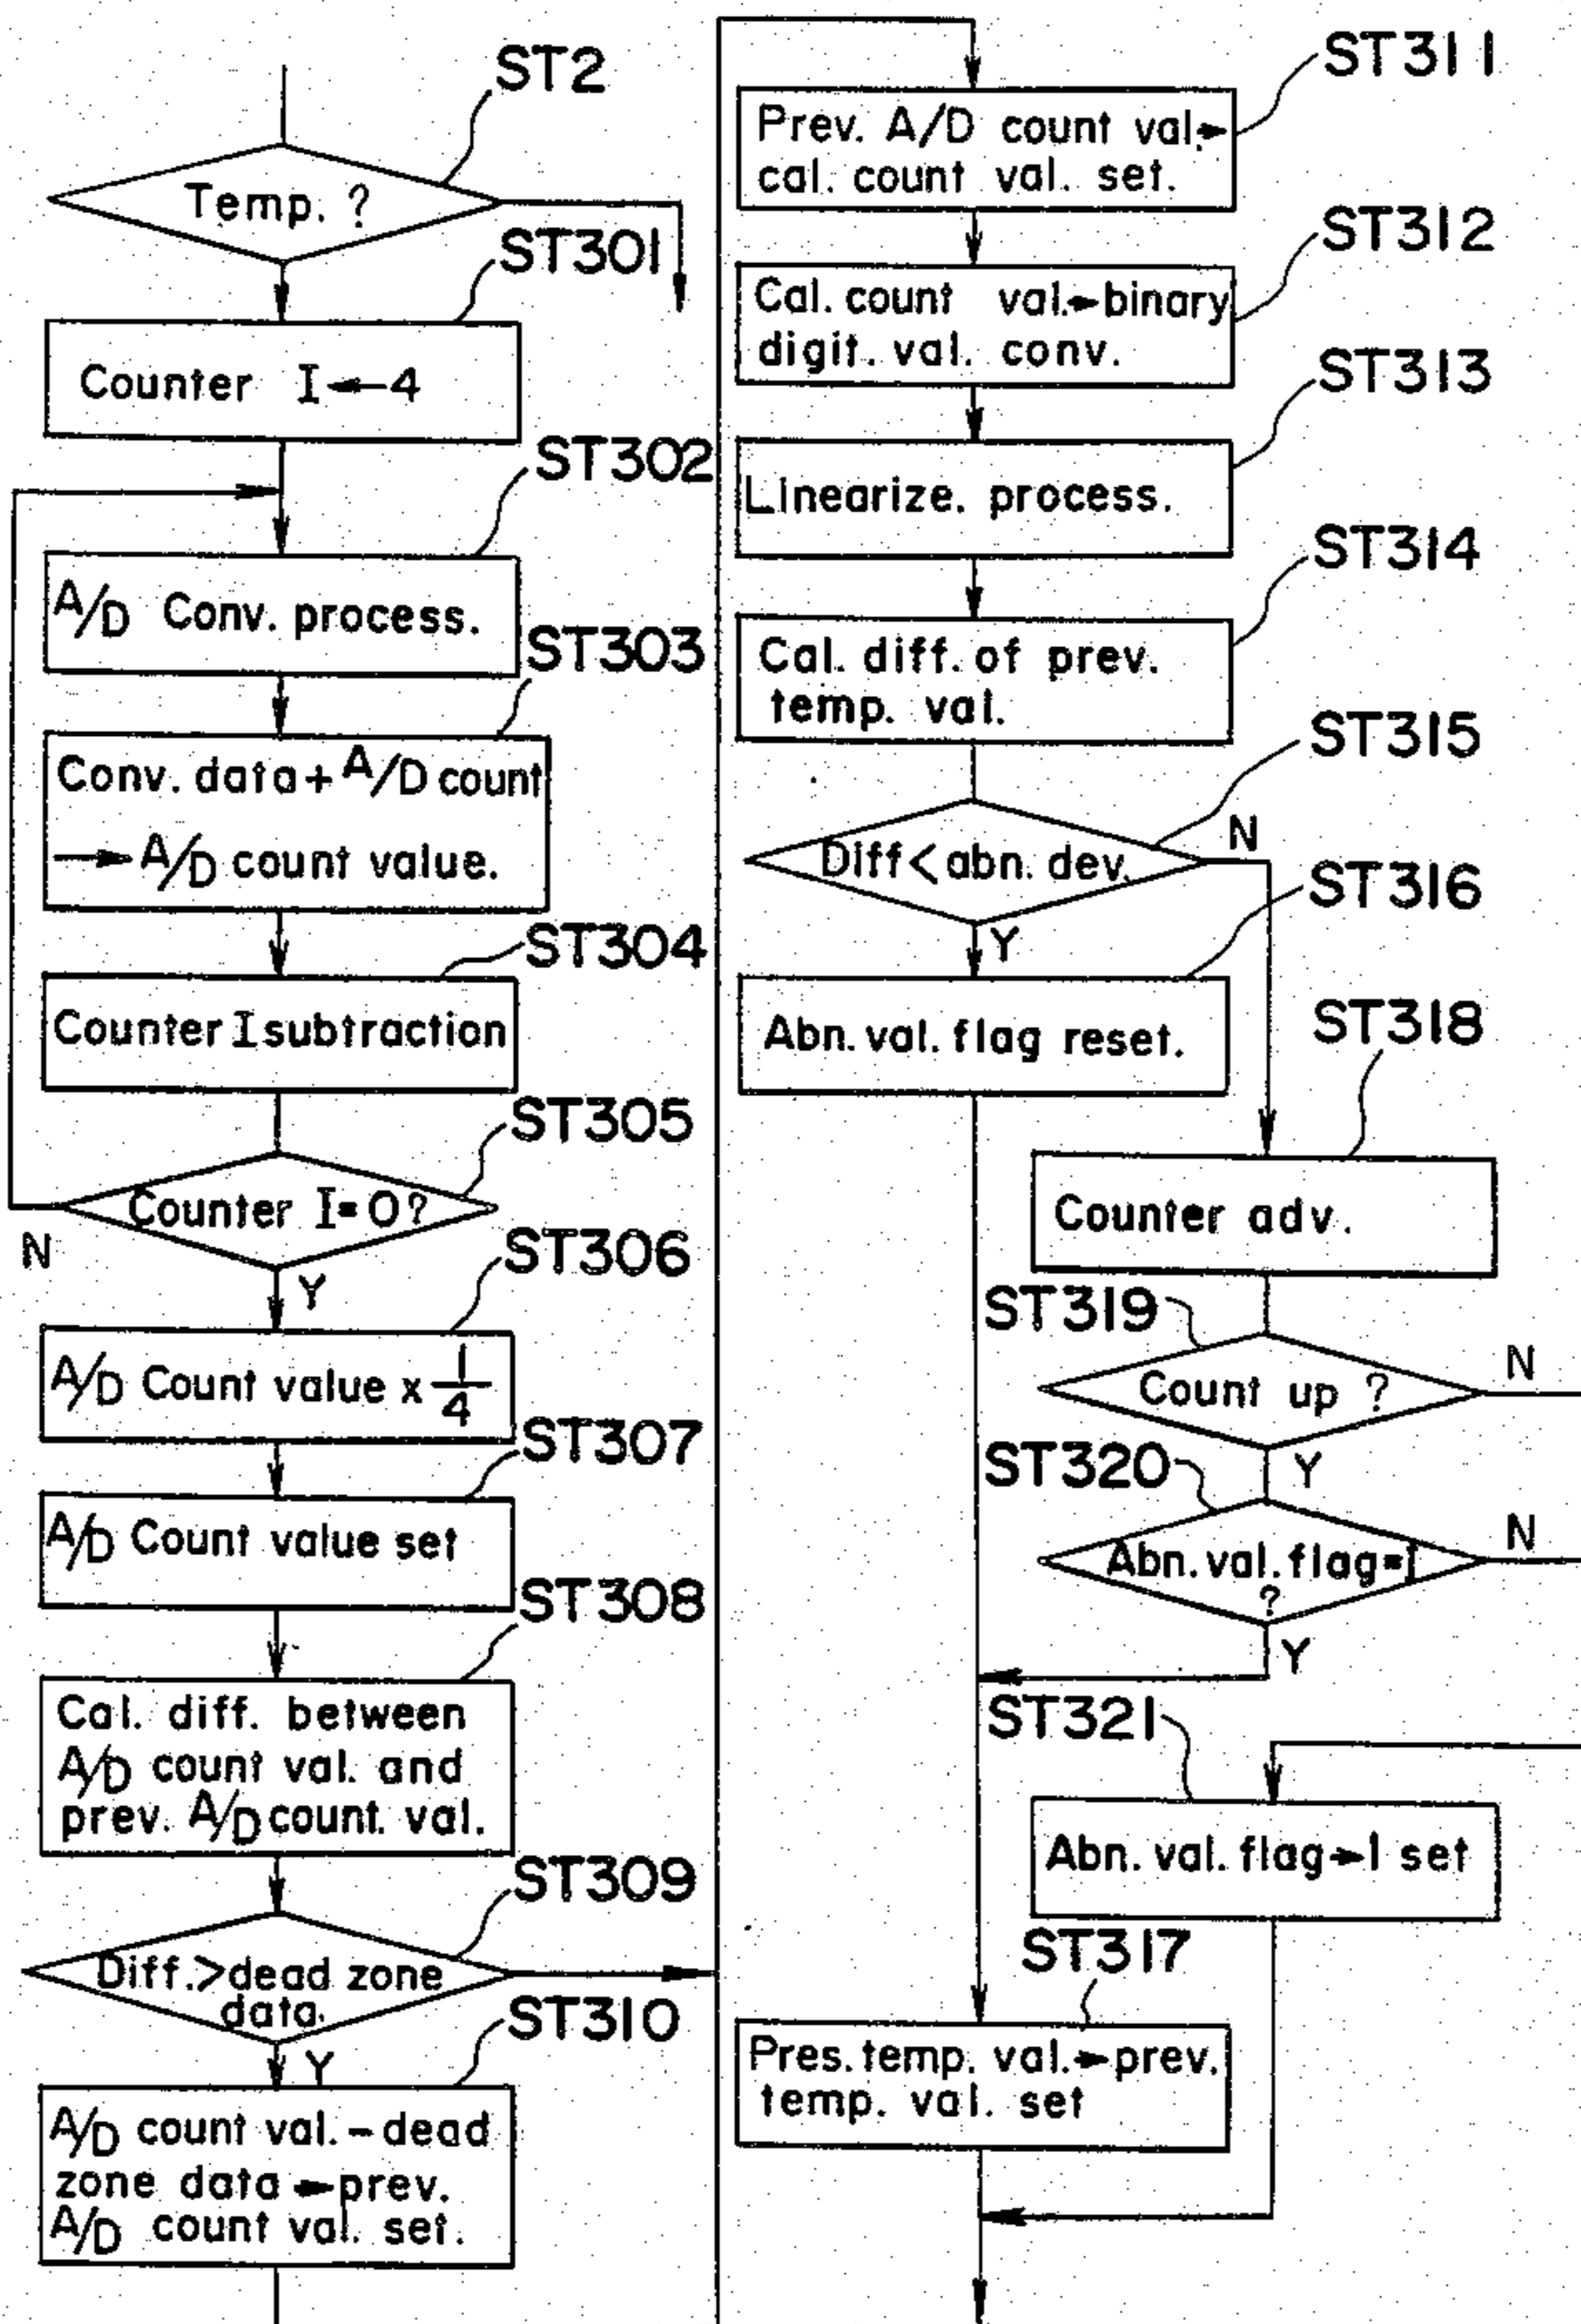 ST2
Temp. ?
ST301
Counter I←4
ST302
A/D Conv. process.
ST303
Conv. data + A/D count
→ A/D count value.
ST304
Counter I subtraction
ST305
Counter I=0?
N
Y
ST306
A/D Count value x 1/4
ST307
A/D Count value set
ST308
Cal. diff. between
A/D count val. and
prev. A/D count. val.
ST309
Diff.>dead zone
data.
Y
ST310
A/D count val. – dead
zone data → prev.
A/D count val. set.
ST311
Prev. A/D count val.→
cal. count val. set.
ST312
Cal. count val.→binary
digit. val. conv.
ST313
Linearize. process.
ST314
Cal. diff. of prev.
temp. val.
ST315
Diff < abn. dev.
N
Y
ST316
Abn. val. flag reset.
ST318
Counter adv.
ST319
Count up ?
N
Y
ST320
Abn. val. flag=1
?
N
Y
ST321
Abn. val. flag→1 set
ST317
Pres. temp. val.→prev.
temp. val. set